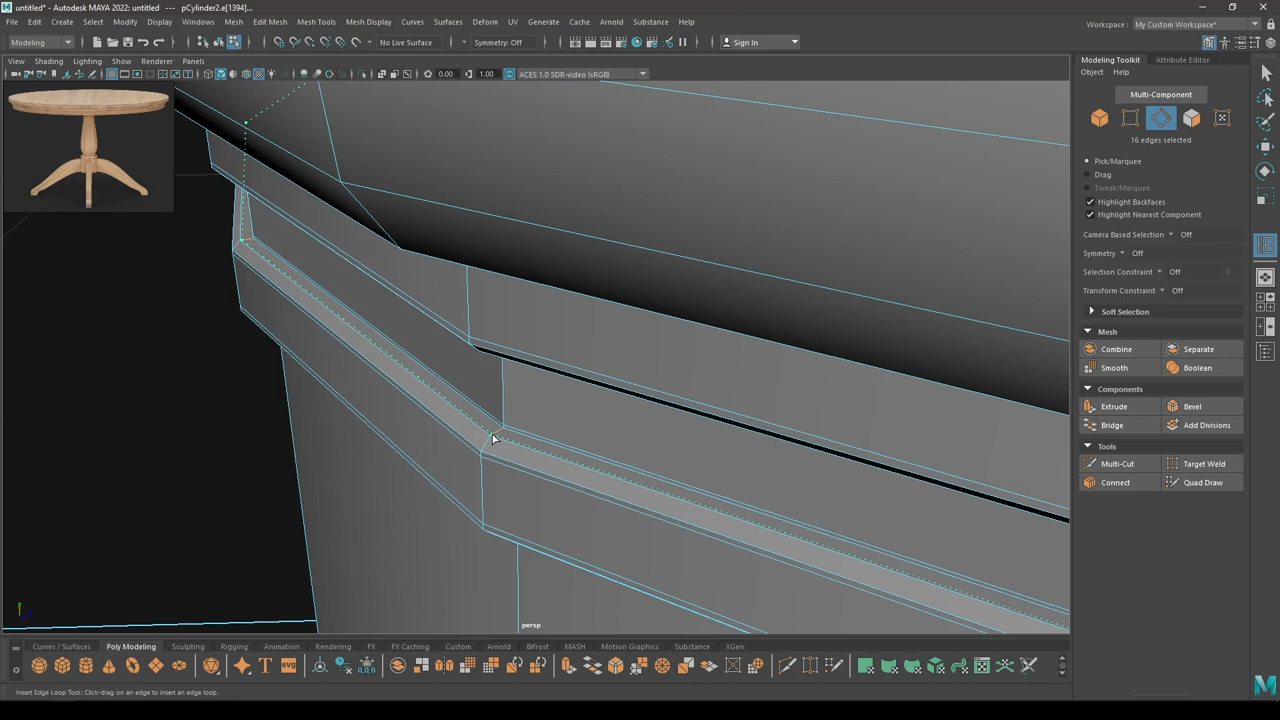 untitled* - Autodesk MAYA 2022: untitled --- pCylinder2.e[1394]...
File Edit Create Select Modify Display Windows Mesh Edit Mesh Mesh Tools Mesh Display Curves Surfaces Deform UV Generate Cache Arnold Substance Help
Workspace : My Custom Workspace*
Modeling No Live Surface Symmetry: Off Sign In
View Shading Lighting Show Renderer Panels
0.00 1.00 ACES 1.0 SDR-video (sRGB)
Modeling Toolkit Attribute Editor
Object Help
Multi-Component
16 edges selected
Pick/Marquee
Drag
Tweak/Marquee
Highlight Backfaces
Highlight Nearest Component
Camera Based Selection Off
Symmetry Off
Selection Constraint Off
Transform Constraint Off
Soft Selection
Mesh
Combine Separate
Smooth Boolean
Components
Extrude Bevel
Bridge Add Divisions
Tools
Multi-Cut Target Weld
Connect Quad Draw
persp
Curves / Surfaces Poly Modeling Sculpting Rigging Animation Rendering FX FX Caching Custom Arnold Bifrost MASH Motion Graphics Substance XGen
T SVG 0,0,0
Insert Edge Loop Tool: Click-drag on an edge to insert an edge loop.